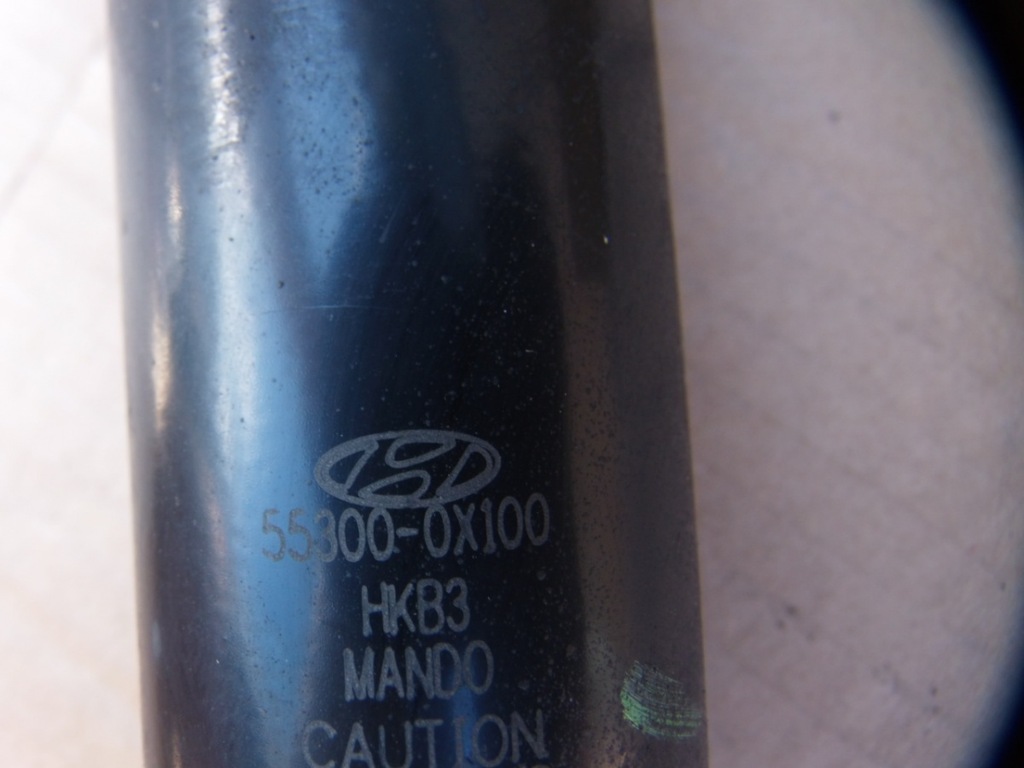 55300-0X100
HKB3
MANDO
CAUTION